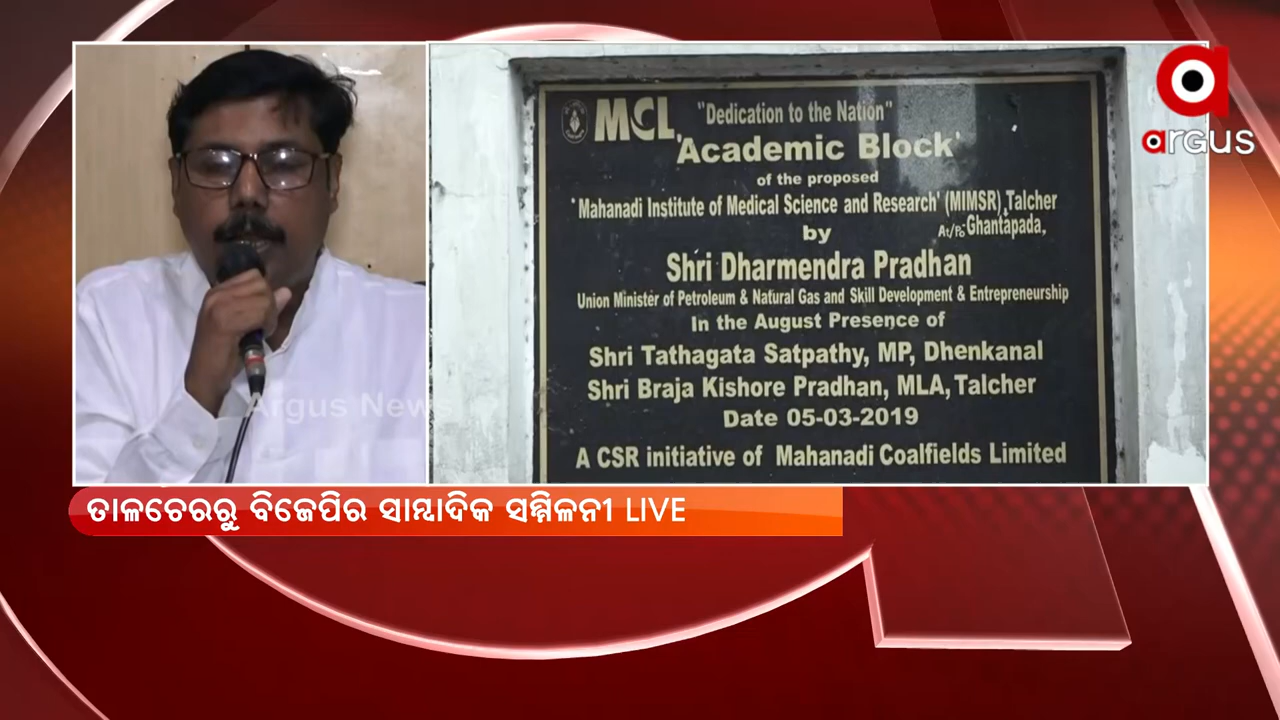 argus
MCL "Dedication to the Nation"
'Academic Block'
of the proposed
'Mahanadi Institute of Medical Science and Research' (MIMSR),Talcher
by At/Po-Ghantapada,
Shri Dharmendra Pradhan
Union Minister of Petroleum & Natural Gas and Skill Development & Entrepreneurship
In the August Presence of
Shri Tathagata Satpathy, MP, Dhenkanal
Shri Braja Kishore Pradhan, MLA, Talcher
Date 05-03-2019
A CSR initiative of Mahanadi Coalfields Limited
Argus News
ତାଳଚେରରୁ ବିଜେପିର ସାମ୍ବାଦିକ ସମ୍ମିଳନୀ LIVE